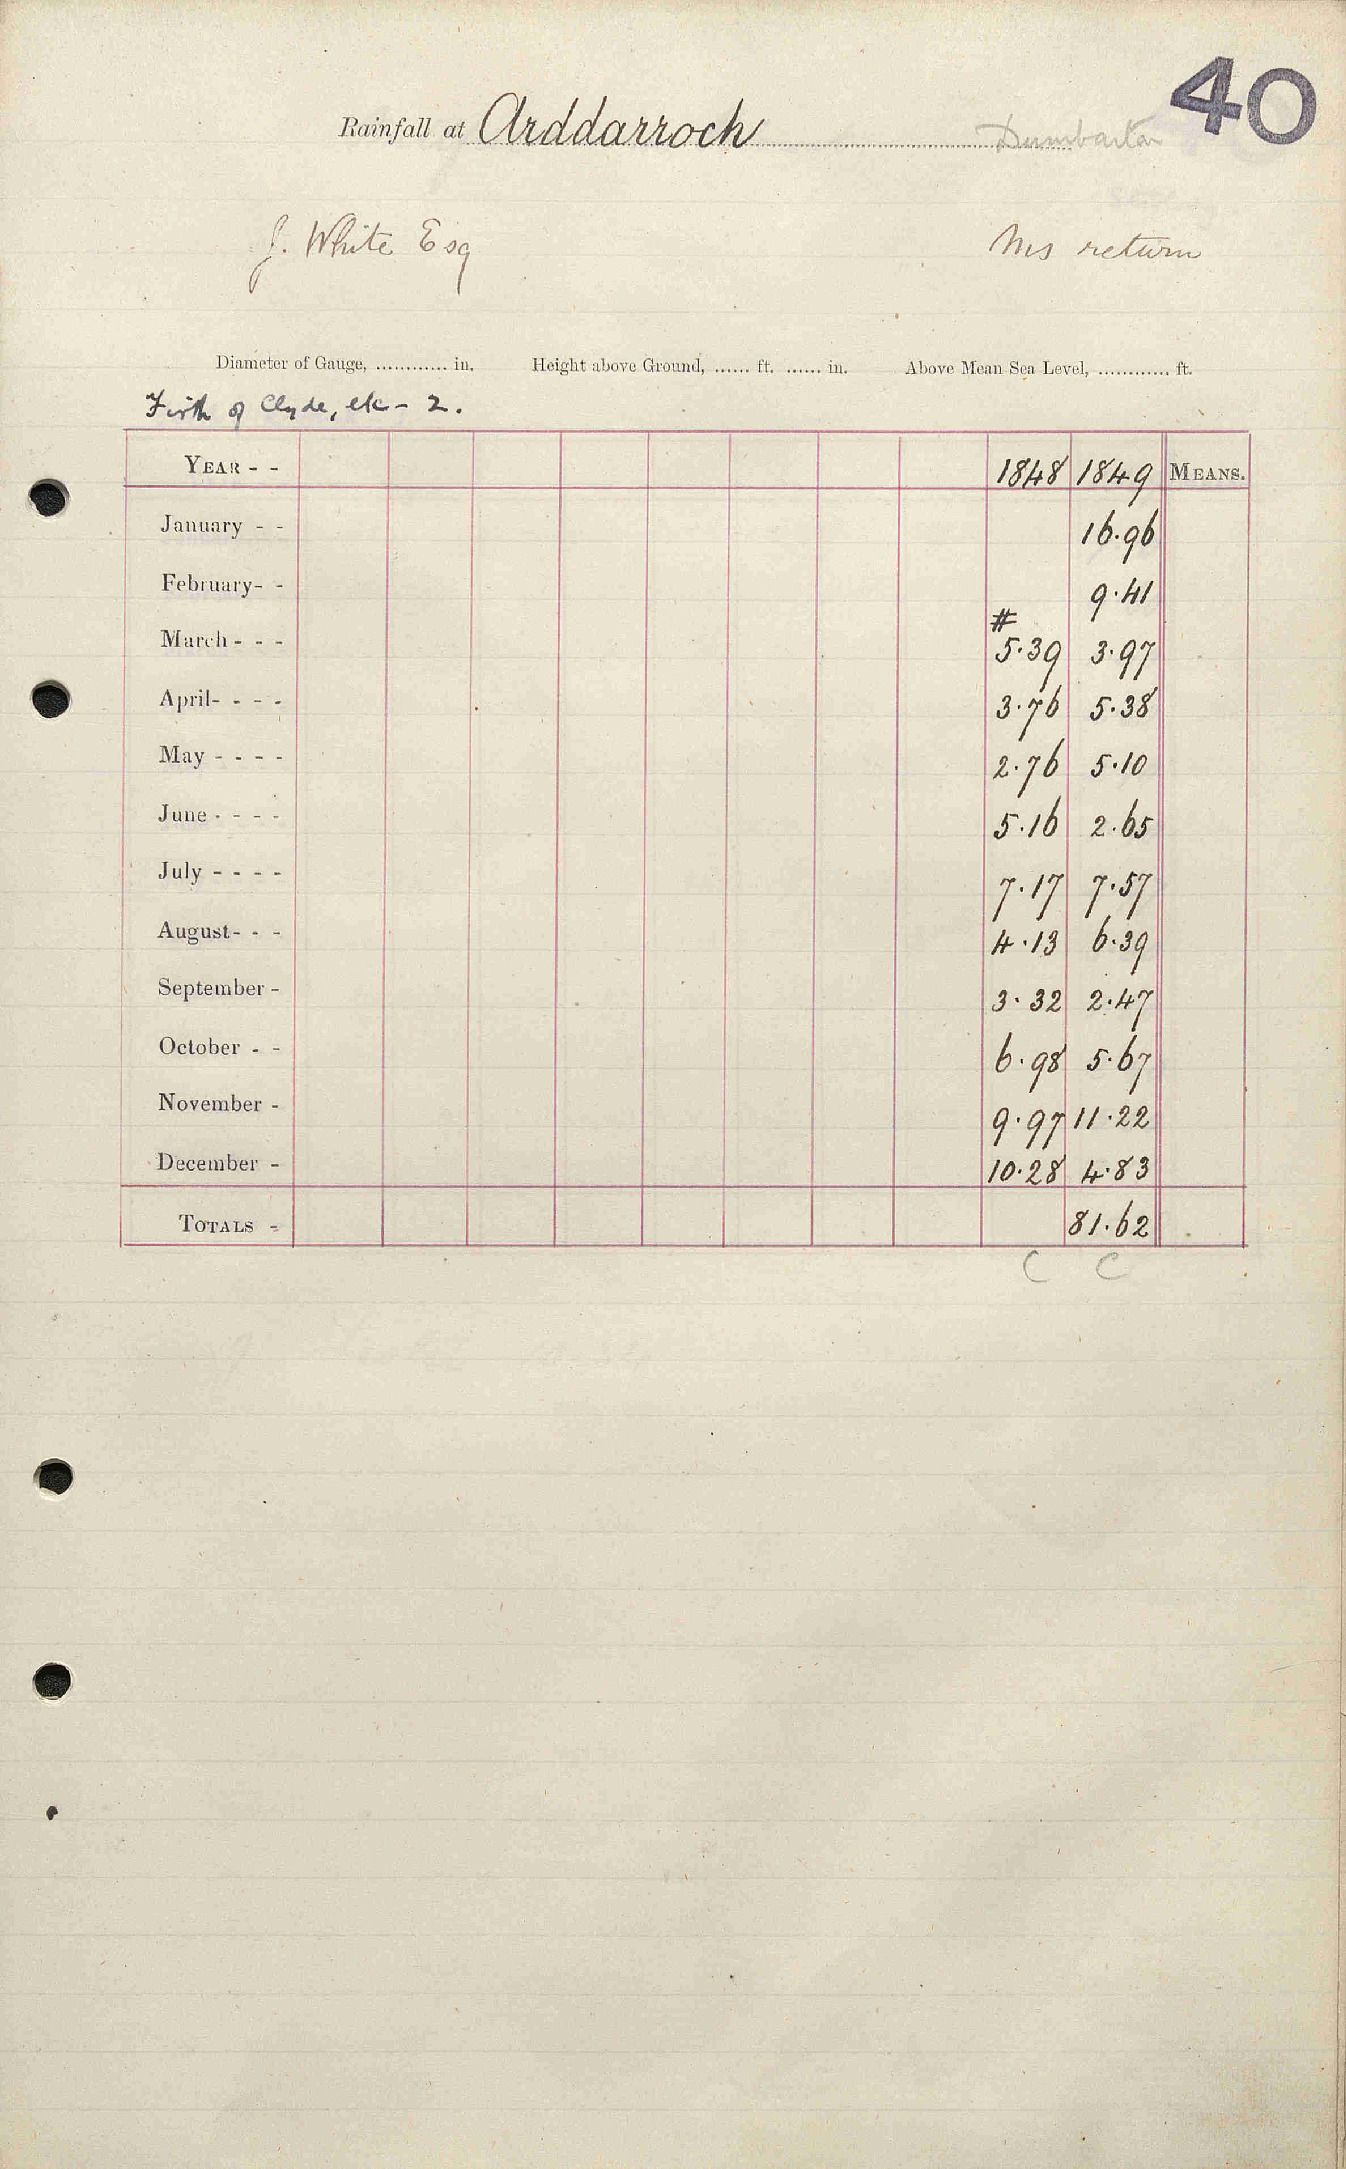 40
Rainfall at Arddarroch Dumbarton
J. White Esq Ms return
Diameter of Gauge, ............ in. Height above Ground, ...... ft. ...... in. Above Mean Sea Level, ............ ft.
Firth of Clyde, etc - 2.
YEAR - - 1848 1849 MEANS.
January - - 16.96
February- - 9.41
#
March - - - 5.39 3.97
April- - - - 3.76 5.38
May - - - - 2.76 5.10
June - - - - 5.16 2.65
July - - - - 7.17 7.57
August- - - 4.13 6.39
September - 3.32 2.47
October - - 6.98 5.67
November - 9.97 11.22
December - 10.28 4.83
TOTALS - 81.62
C C